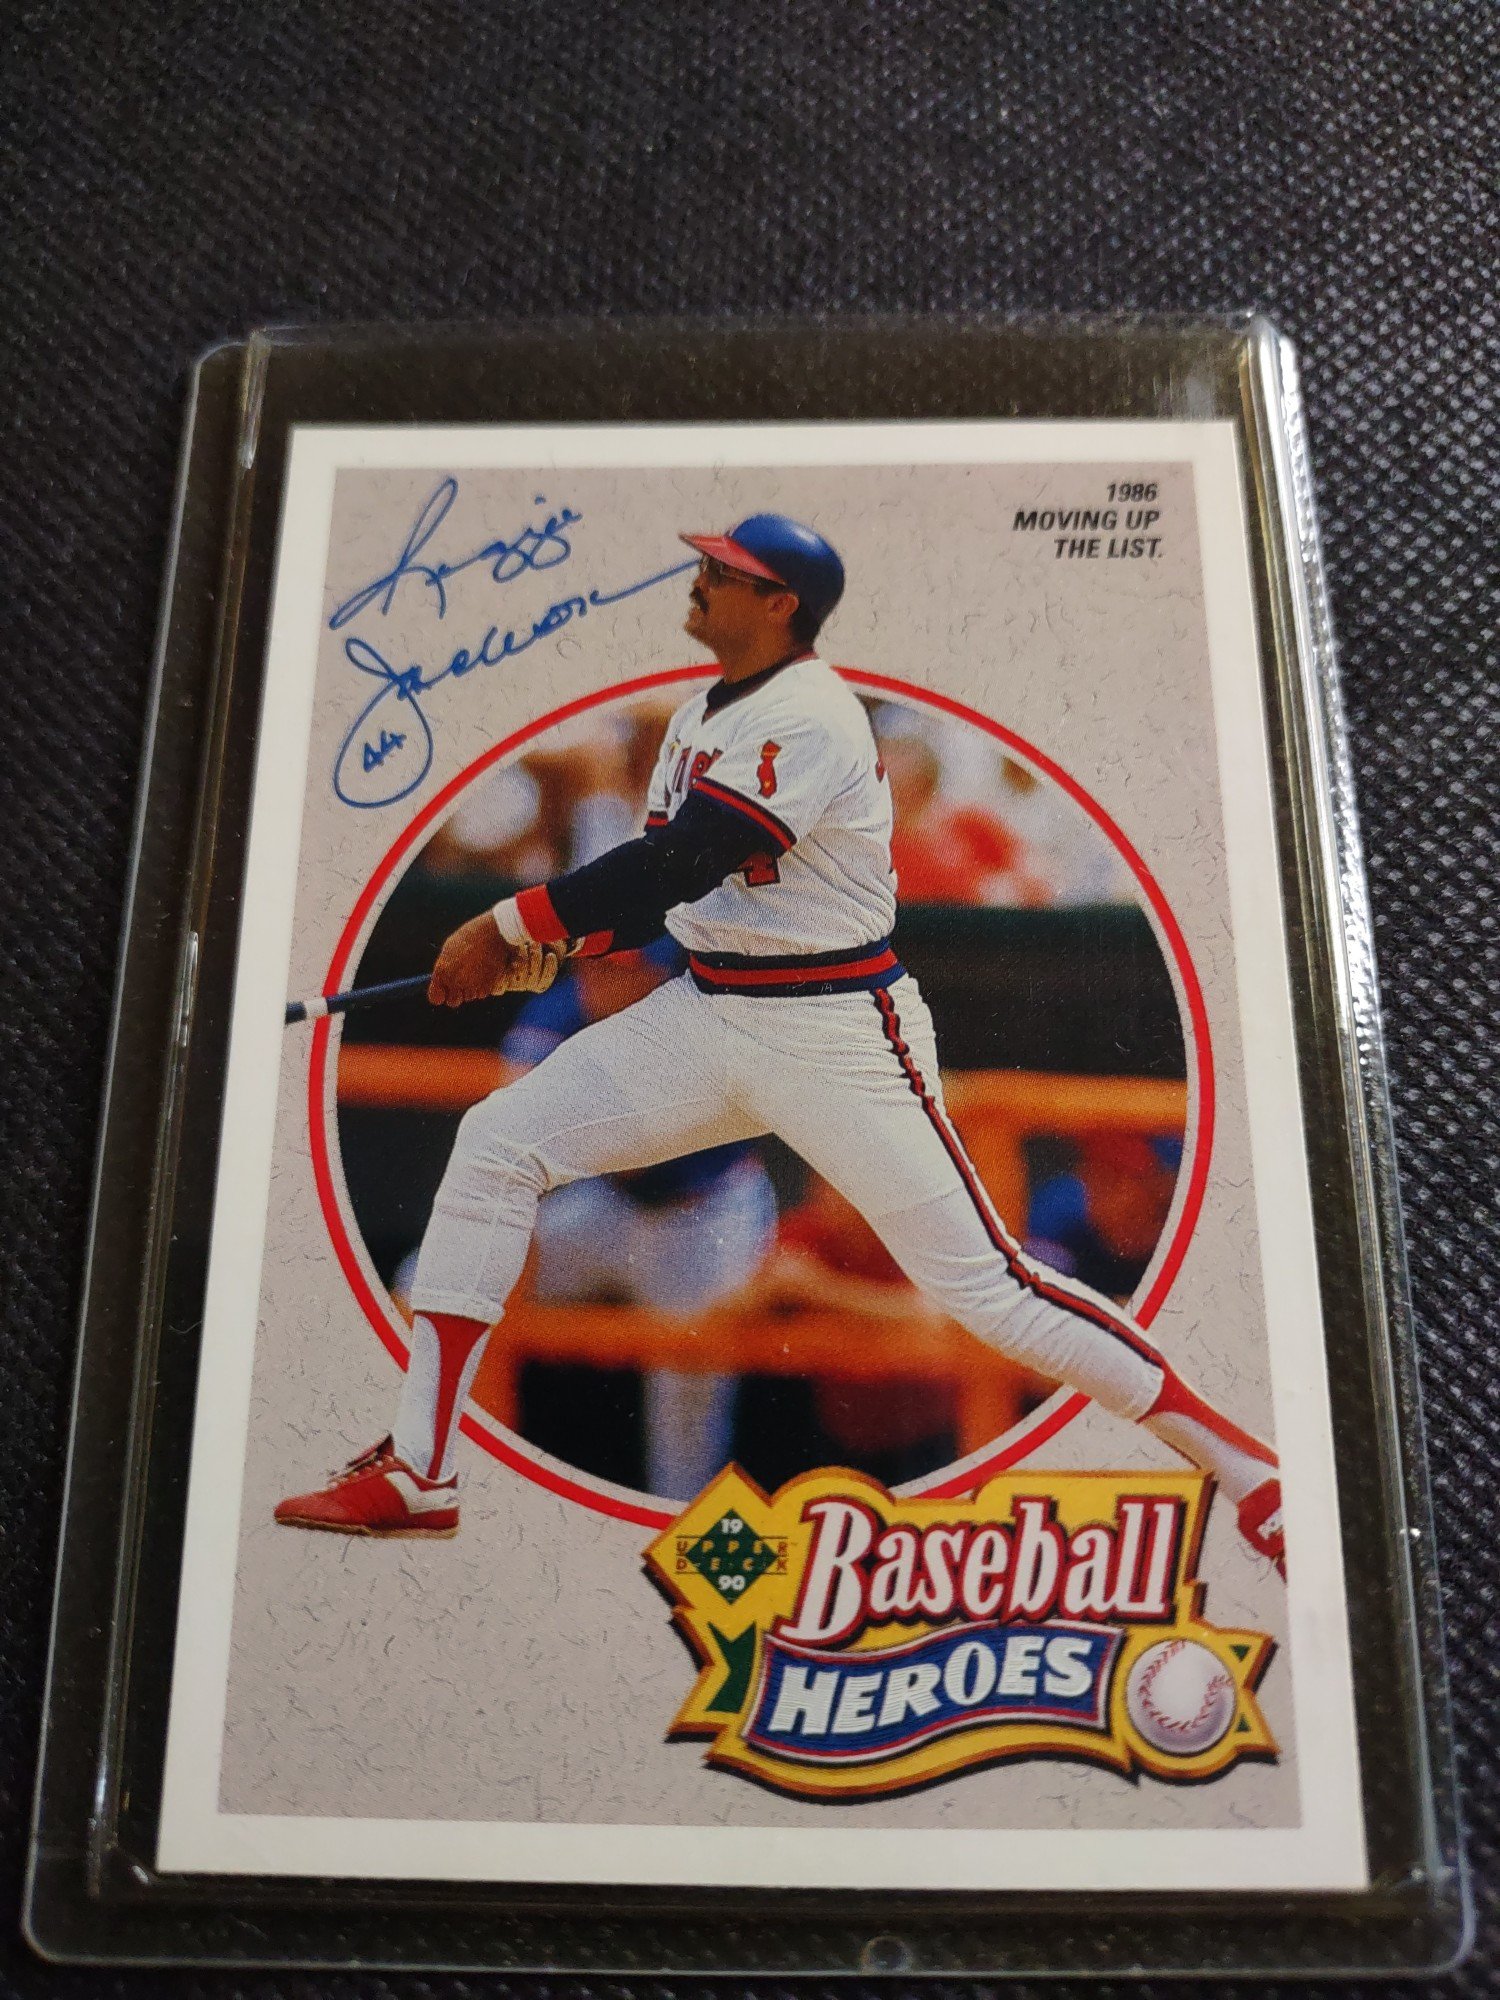 Reggie
Jackson
44
1986
MOVING UP
THE LIST.
19
UPPER
DECK
90
Baseball
HEROES